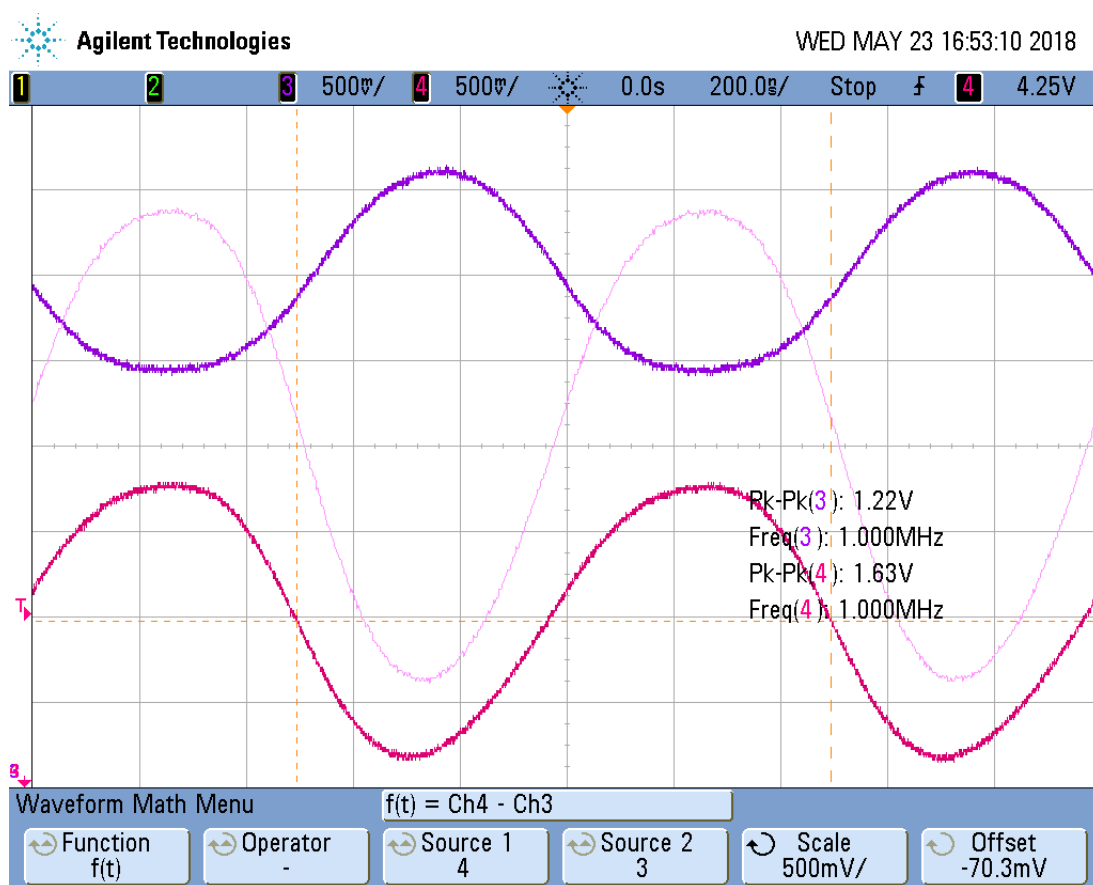 Agilent Technologies WED MAY 23 16:53:10 2018
1 2 3 500mV/ 4 500mV/ 0.0s 200.0ns/ Stop 4 4.25V
Pk-Pk(3): 1.22V
Freq(3): 1.000MHz
Pk-Pk(4): 1.63V
Freq(4): 1.000MHz
T
Waveform Math Menu f(t) = Ch4 - Ch3
Function Operator Source 1 Source 2 Scale Offset
f(t) - 4 3 500mV/ -70.3mV